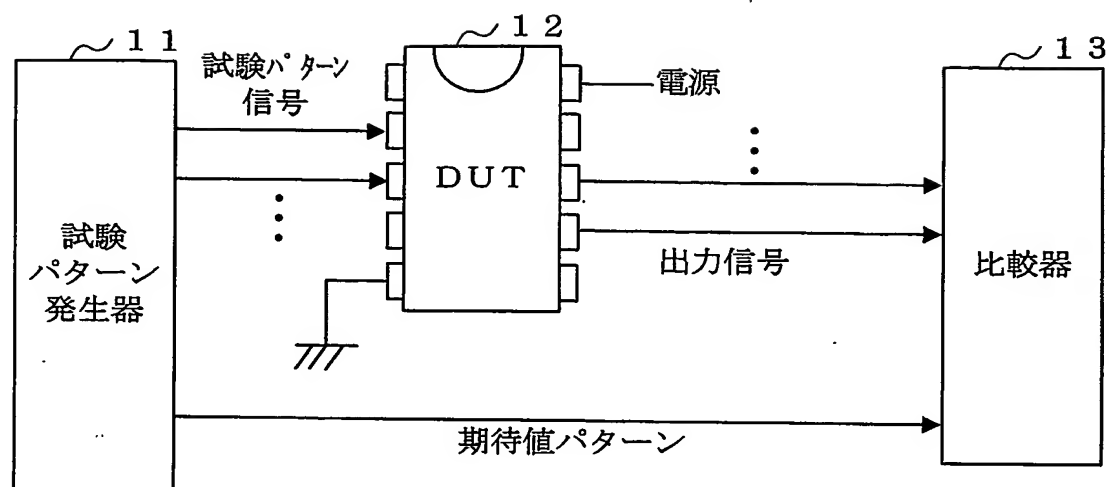 １１
試験パターン
信号
１２
電源
１３
ＤＵＴ
試験
パターン
発生器
出力信号
比較器
期待値パターン